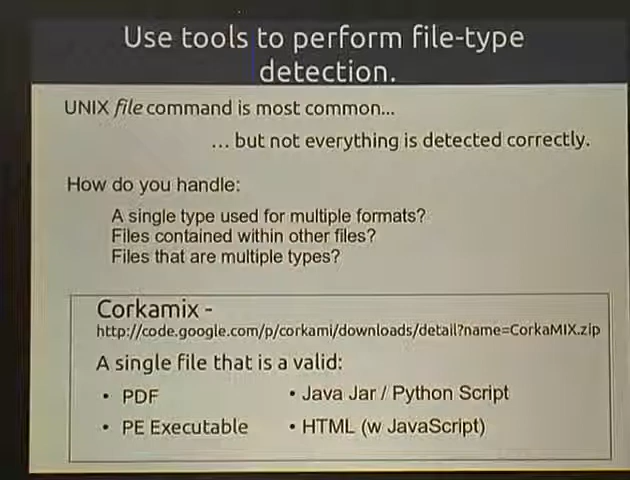 Use tools to perform file-type
detection.
UNIX file command is most common...
... but not everything is detected correctly.
How do you handle:
A single type used for multiple formats?
Files contained within other files?
Files that are multiple types?
Corkamix -
http://code.google.com/p/corkami/downloads/detail?name=CorkaMIX.zip
A single file that is a valid:
• PDF
• Java Jar / Python Script
• PE Executable
• HTML (w JavaScript)